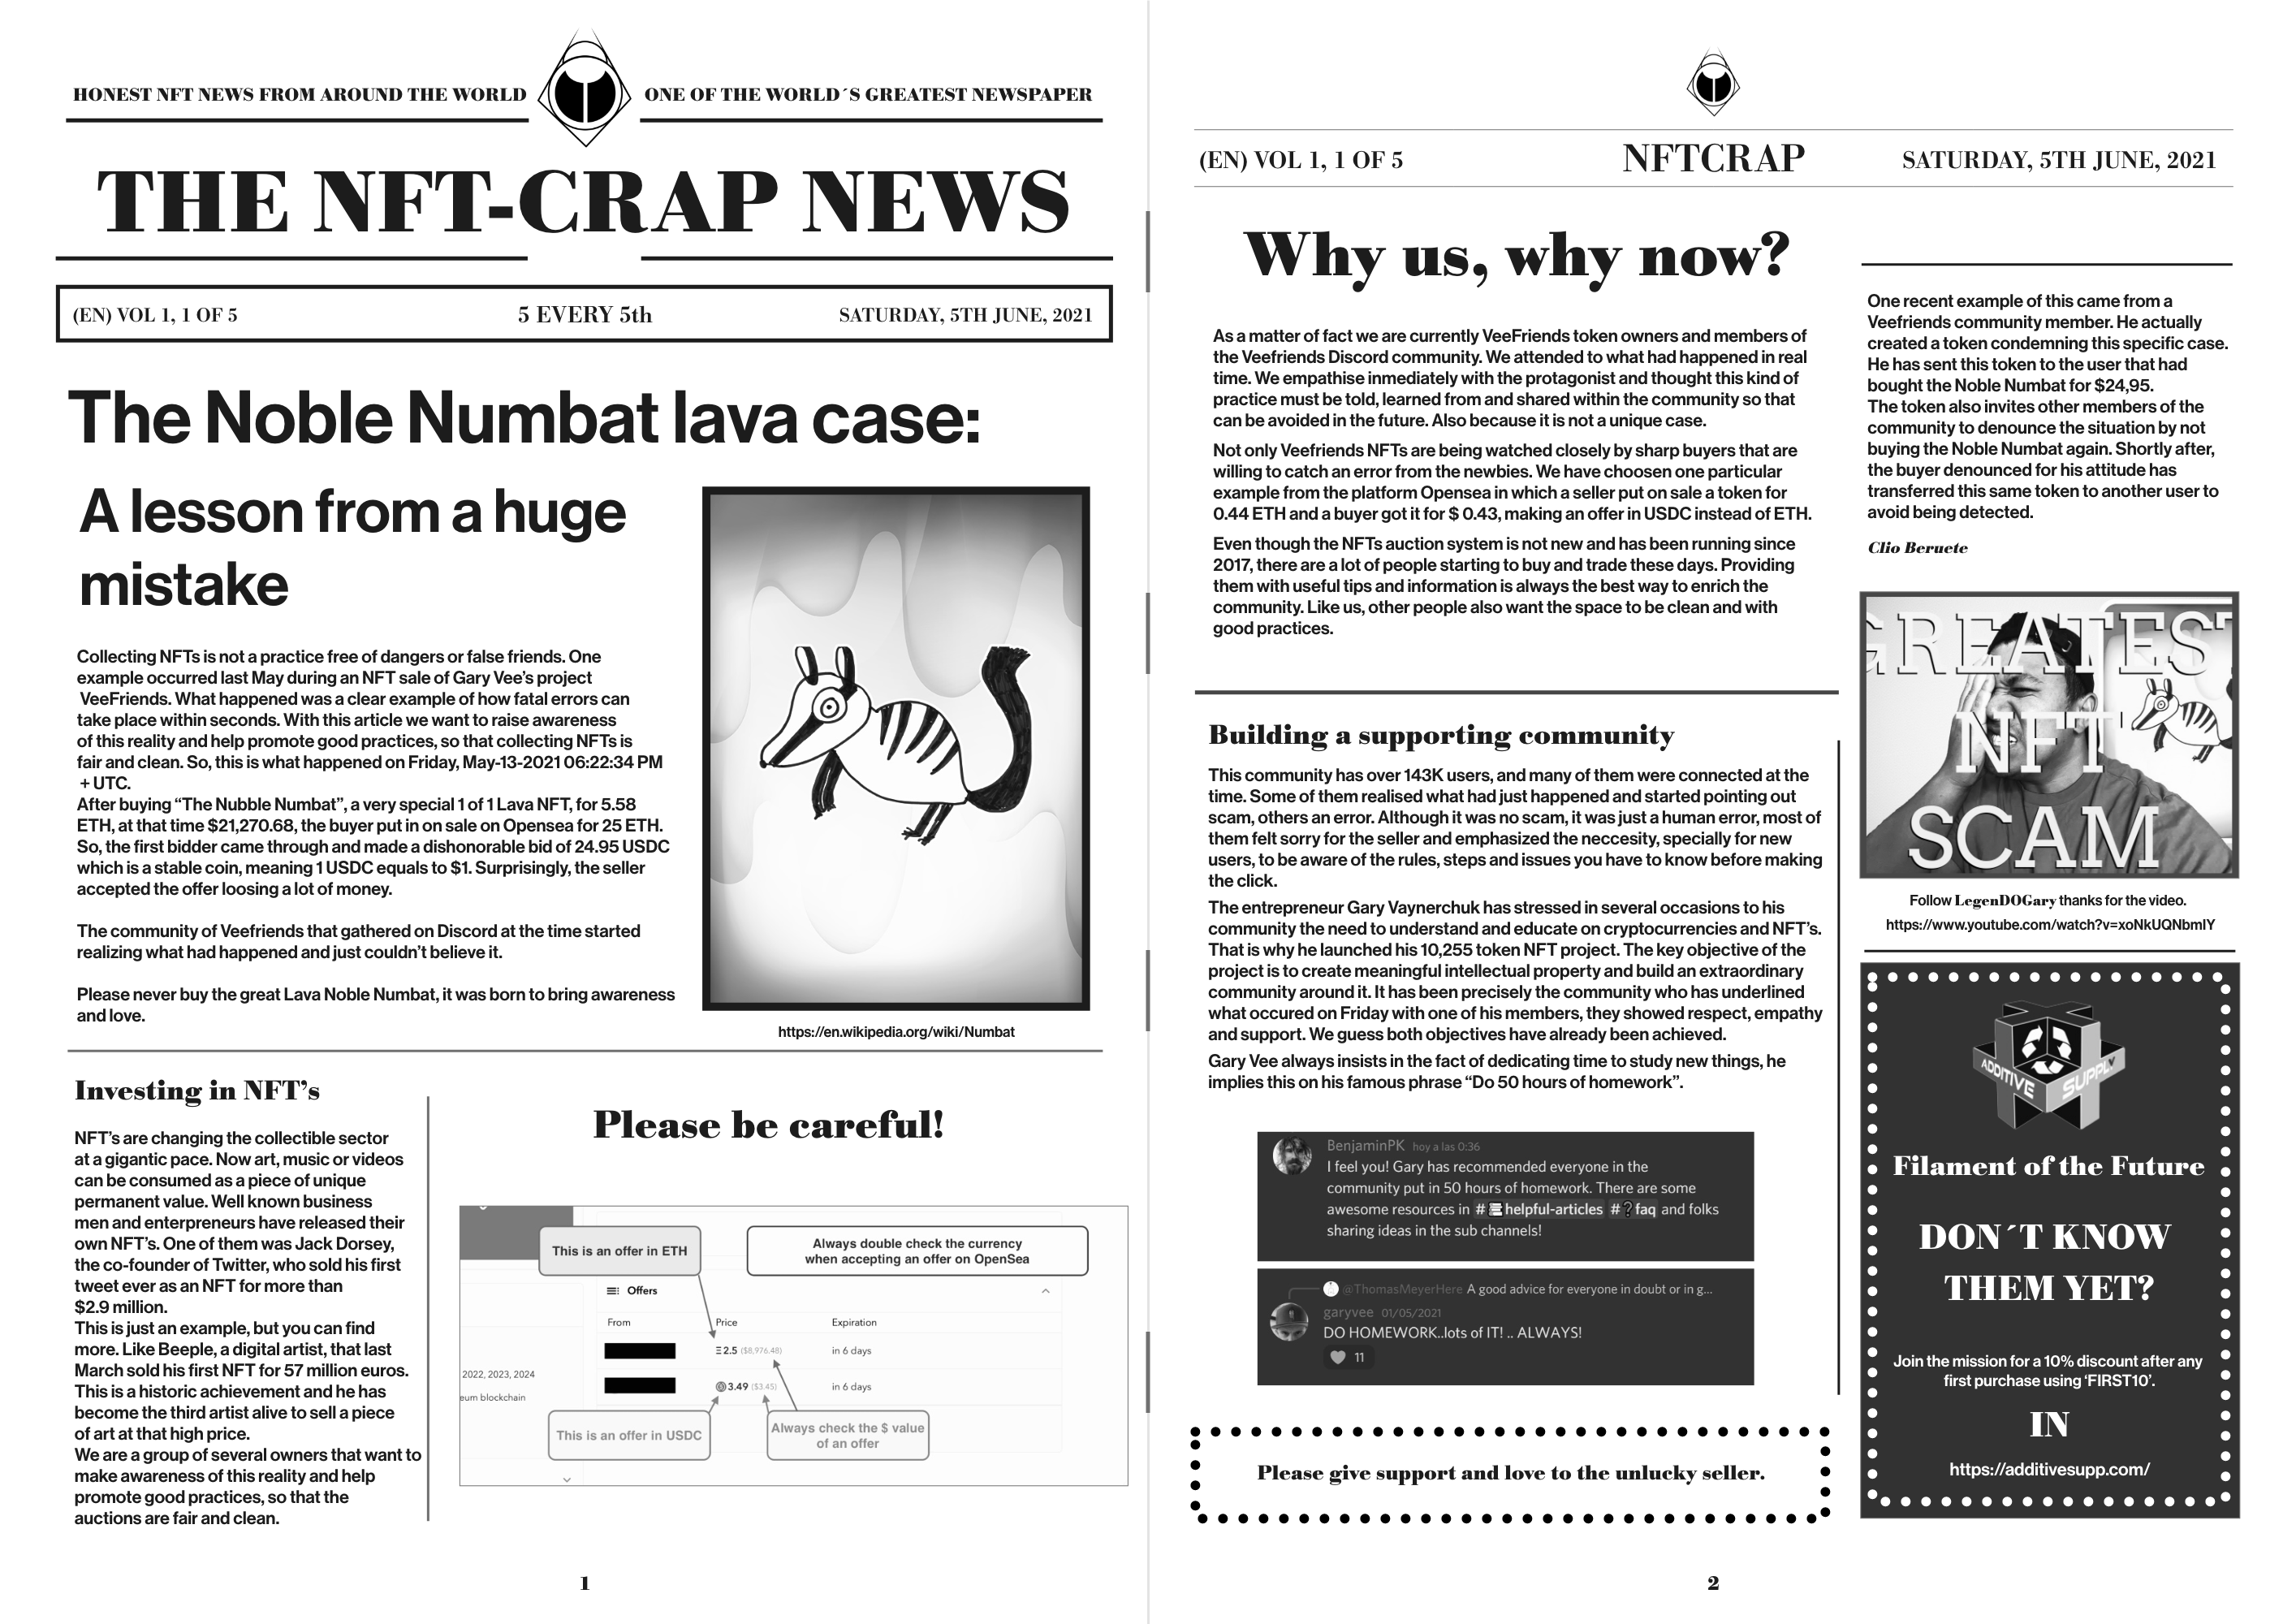 HONEST NFT NEWS FROM AROUND THE WORLD
ONE OF THE WORLD´S GREATEST NEWSPAPER
THE NFT-CRAP NEWS
(EN) VOL 1, 1 OF 5
5 EVERY 5th
SATURDAY, 5TH JUNE, 2021
The Noble Numbat lava case:
A lesson from a huge
mistake
Collecting NFTs is not a practice free of dangers or false friends. One
example occurred last May during an NFT sale of Gary Vee’s project
VeeFriends. What happened was a clear example of how fatal errors can
take place within seconds. With this article we want to raise awareness
of this reality and help promote good practices, so that collecting NFTs is
fair and clean. So, this is what happened on Friday, May-13-2021 06:22:34 PM
+ UTC.
After buying “The Nubble Numbat”, a very special 1 of 1 Lava NFT, for 5.58
ETH, at that time $21,270.68, the buyer put in on sale on Opensea for 25 ETH.
So, the first bidder came through and made a dishonorable bid of 24.95 USDC
which is a stable coin, meaning 1 USDC equals to $1. Surprisingly, the seller
accepted the offer loosing a lot of money.
The community of Veefriends that gathered on Discord at the time started
realizing what had happened and just couldn’t believe it.
Please never buy the great Lava Noble Numbat, it was born to bring awareness
and love.
https://en.wikipedia.org/wiki/Numbat
Investing in NFT’s
NFT’s are changing the collectible sector
at a gigantic pace. Now art, music or videos
can be consumed as a piece of unique
permanent value. Well known business
men and enterpreneurs have released their
own NFT’s. One of them was Jack Dorsey,
the co-founder of Twitter, who sold his first
tweet ever as an NFT for more than
$2.9 million.
This is just an example, but you can find
more. Like Beeple, a digital artist, that last
March sold his first NFT for 57 million euros.
This is a historic achievement and he has
become the third artist alive to sell a piece
of art at that high price.
We are a group of several owners that want to
make awareness of this reality and help
promote good practices, so that the
auctions are fair and clean.
Please be careful!
This is an offer in ETH
Always double check the currency
when accepting an offer on OpenSea
Offers
From Price Expiration
2.5 ($8,976.48) in 6 days
2022, 2023, 2024
3.49 ($3.45) in 6 days
eum blockchain
This is an offer in USDC
Always check the $ value
of an offer
1
(EN) VOL 1, 1 OF 5
NFTCRAP
SATURDAY, 5TH JUNE, 2021
Why us, why now?
As a matter of fact we are currently VeeFriends token owners and members of
the Veefriends Discord community. We attended to what had happened in real
time. We empathise inmediately with the protagonist and thought this kind of
practice must be told, learned from and shared within the community so that
can be avoided in the future. Also because it is not a unique case.
Not only Veefriends NFTs are being watched closely by sharp buyers that are
willing to catch an error from the newbies. We have choosen one particular
example from the platform Opensea in which a seller put on sale a token for
0.44 ETH and a buyer got it for $ 0.43, making an offer in USDC instead of ETH.
Even though the NFTs auction system is not new and has been running since
2017, there are a lot of people starting to buy and trade these days. Providing
them with useful tips and information is always the best way to enrich the
community. Like us, other people also want the space to be clean and with
good practices.
Building a supporting community
This community has over 143K users, and many of them were connected at the
time. Some of them realised what had just happened and started pointing out
scam, others an error. Although it was no scam, it was just a human error, most of
them felt sorry for the seller and emphasized the neccesity, specially for new
users, to be aware of the rules, steps and issues you have to know before making
the click.
The entrepreneur Gary Vaynerchuk has stressed in several occasions to his
community the need to understand and educate on cryptocurrencies and NFT’s.
That is why he launched his 10,255 token NFT project. The key objective of the
project is to create meaningful intellectual property and build an extraordinary
community around it. It has been precisely the community who has underlined
what occured on Friday with one of his members, they showed respect, empathy
and support. We guess both objectives have already been achieved.
Gary Vee always insists in the fact of dedicating time to study new things, he
implies this on his famous phrase “Do 50 hours of homework”.
BenjaminPK hoy a las 0:36
I feel you! Gary has recommended everyone in the
community put in 50 hours of homework. There are some
awesome resources in # helpful-articles # ? faq and folks
sharing ideas in the sub channels!
@ThomasMeyerHere A good advice for everyone in doubt or in g...
garyvee 01/05/2021
DO HOMEWORK..lots of IT! .. ALWAYS!
11
Please give support and love to the unlucky seller.
One recent example of this came from a
Veefriends community member. He actually
created a token condemning this specific case.
He has sent this token to the user that had
bought the Noble Numbat for $24,95.
The token also invites other members of the
community to denounce the situation by not
buying the Noble Numbat again. Shortly after,
the buyer denounced for his attitude has
transferred this same token to another user to
avoid being detected.
Clio Beruete
GREATEST
NFT
SCAM
Follow LegenDOGary thanks for the video.
https://www.youtube.com/watch?v=xoNkUQNbmlY
ADDITIVE SUPPLY
Filament of the Future
DON´T KNOW
THEM YET?
Join the mission for a 10% discount after any
first purchase using ‘FIRST10’.
IN
https://additivesupp.com/
2